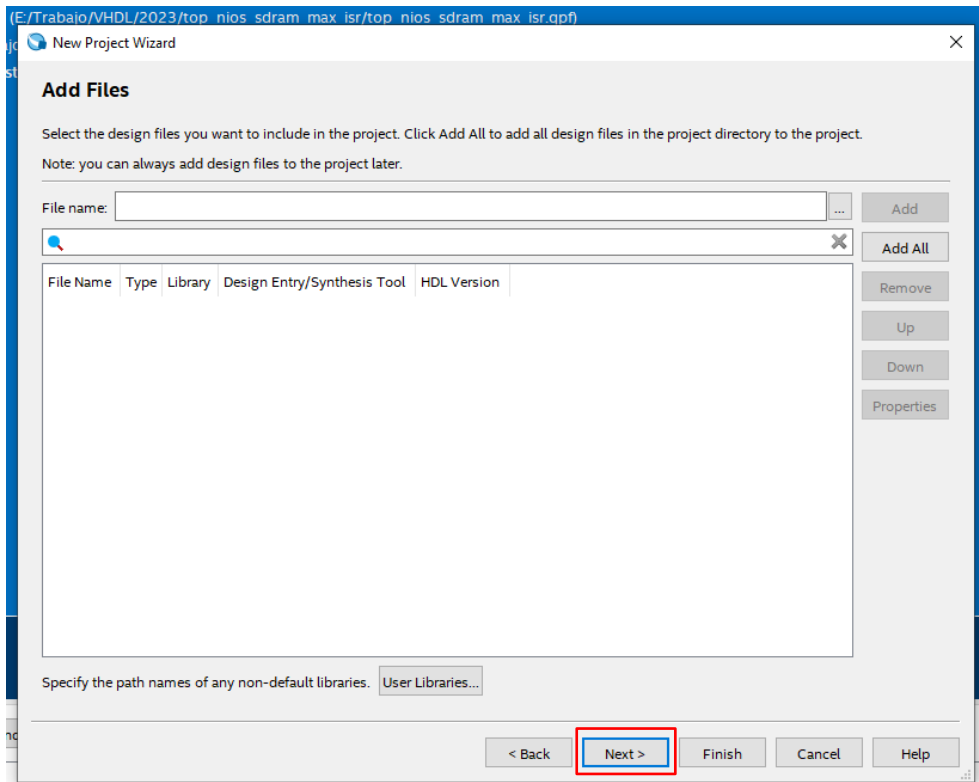 (E:/Trabajo/VHDL/2023/top_nios_sdram_max_isr/top_nios_sdram_max_isr.qpf)
New Project Wizard
Add Files
Select the design files you want to include in the project. Click Add All to add all design files in the project directory to the project.
Note: you can always add design files to the project later.
File name:
...
Add
Add All
File Name Type Library Design Entry/Synthesis Tool HDL Version
Remove
Up
Down
Properties
Specify the path names of any non-default libraries. User Libraries...
< Back Next > Finish Cancel Help